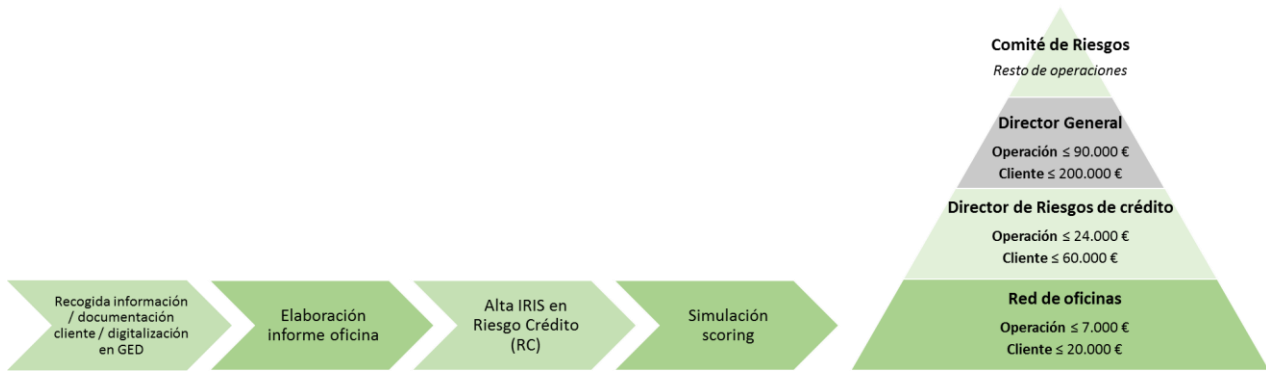 Recogida información
/ documentación
cliente / digitalización
en GED
Elaboración
informe oficina
Alta IRIS en
Riesgo Crédito
(RC)
Simulación
scoring
Comité de Riesgos
Resto de operaciones
Director General
Operación ≤ 90.000 €
Cliente ≤ 200.000 €
Director de Riesgos de crédito
Operación ≤ 24.000 €
Cliente ≤ 60.000 €
Red de oficinas
Operación ≤ 7.000 €
Cliente ≤ 20.000 €